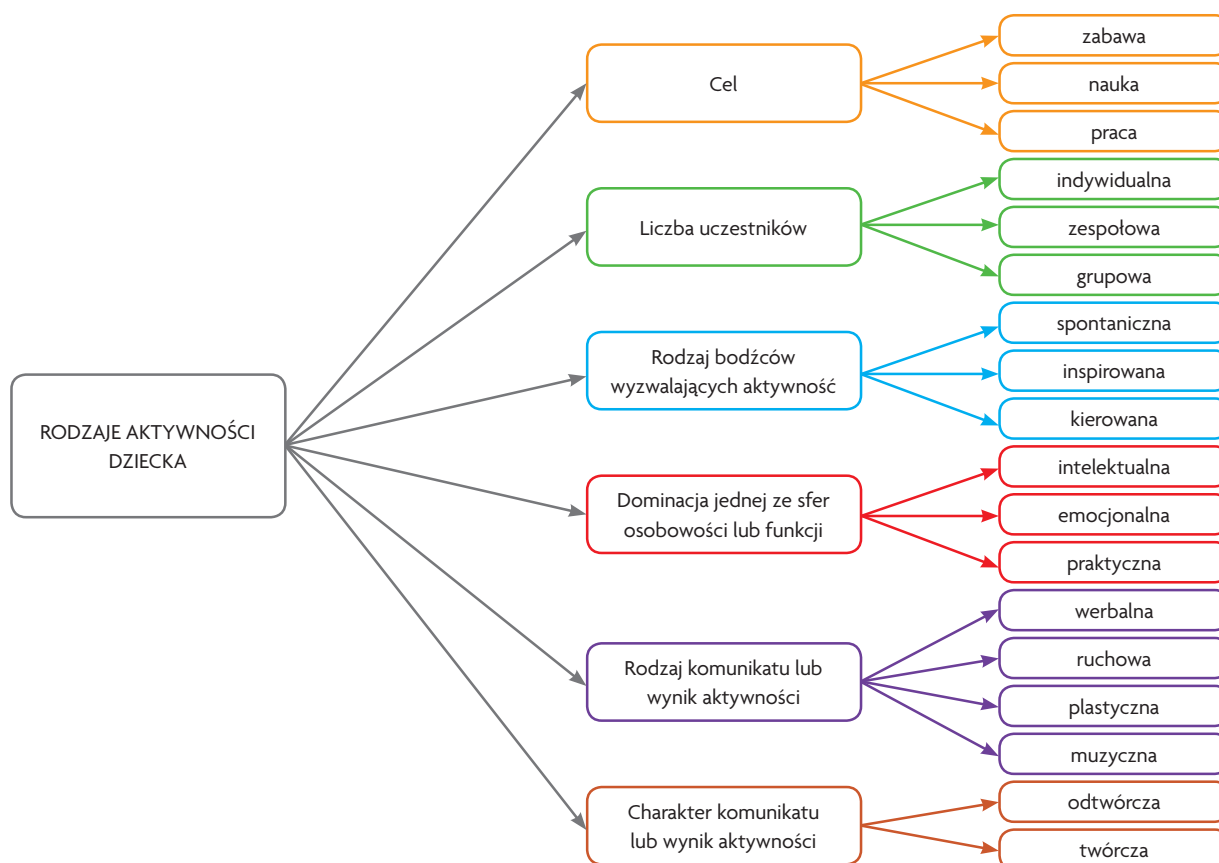 RODZAJE AKTYWNOŚCI
DZIECKA
Cel
zabawa
nauka
praca
Liczba uczestników
indywidualna
zespołowa
grupowa
Rodzaj bodźców
wyzwalających aktywność
spontaniczna
inspirowana
kierowana
Dominacja jednej ze sfer
osobowości lub funkcji
intelektualna
emocjonalna
praktyczna
Rodzaj komunikatu lub
wynik aktywności
werbalna
ruchowa
plastyczna
muzyczna
Charakter komunikatu
lub wynik aktywności
odtwórcza
twórcza